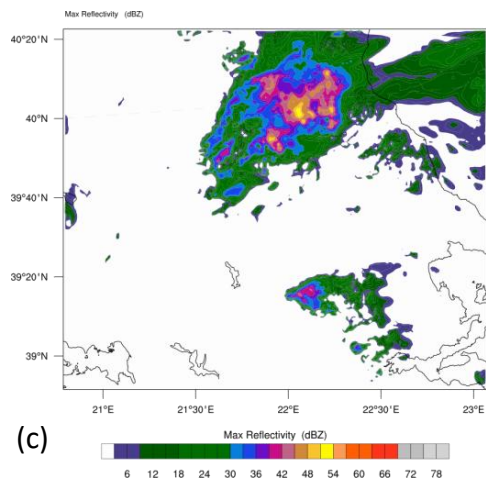 Max Reflectivity (dBZ)
40°20'N
40°N
39°40'N
39°20'N
39°N
21°E
21°30'E
22°E
22°30'E
23°E
(c)
Max Reflectivity (dBZ)
6 12 18 24 30 36 42 48 54 60 66 72 78